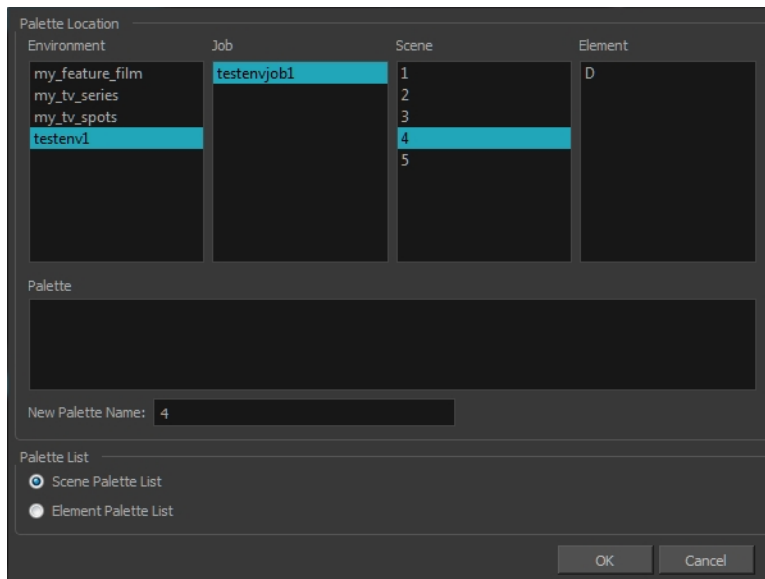 Palette Location
Environment Job Scene Element
my_feature_film testenvjob1 1 D
my_tv_series 2
my_tv_spots 3
testenv1 4
5
Palette
New Palette Name: 4
Palette List
Scene Palette List
Element Palette List
OK Cancel